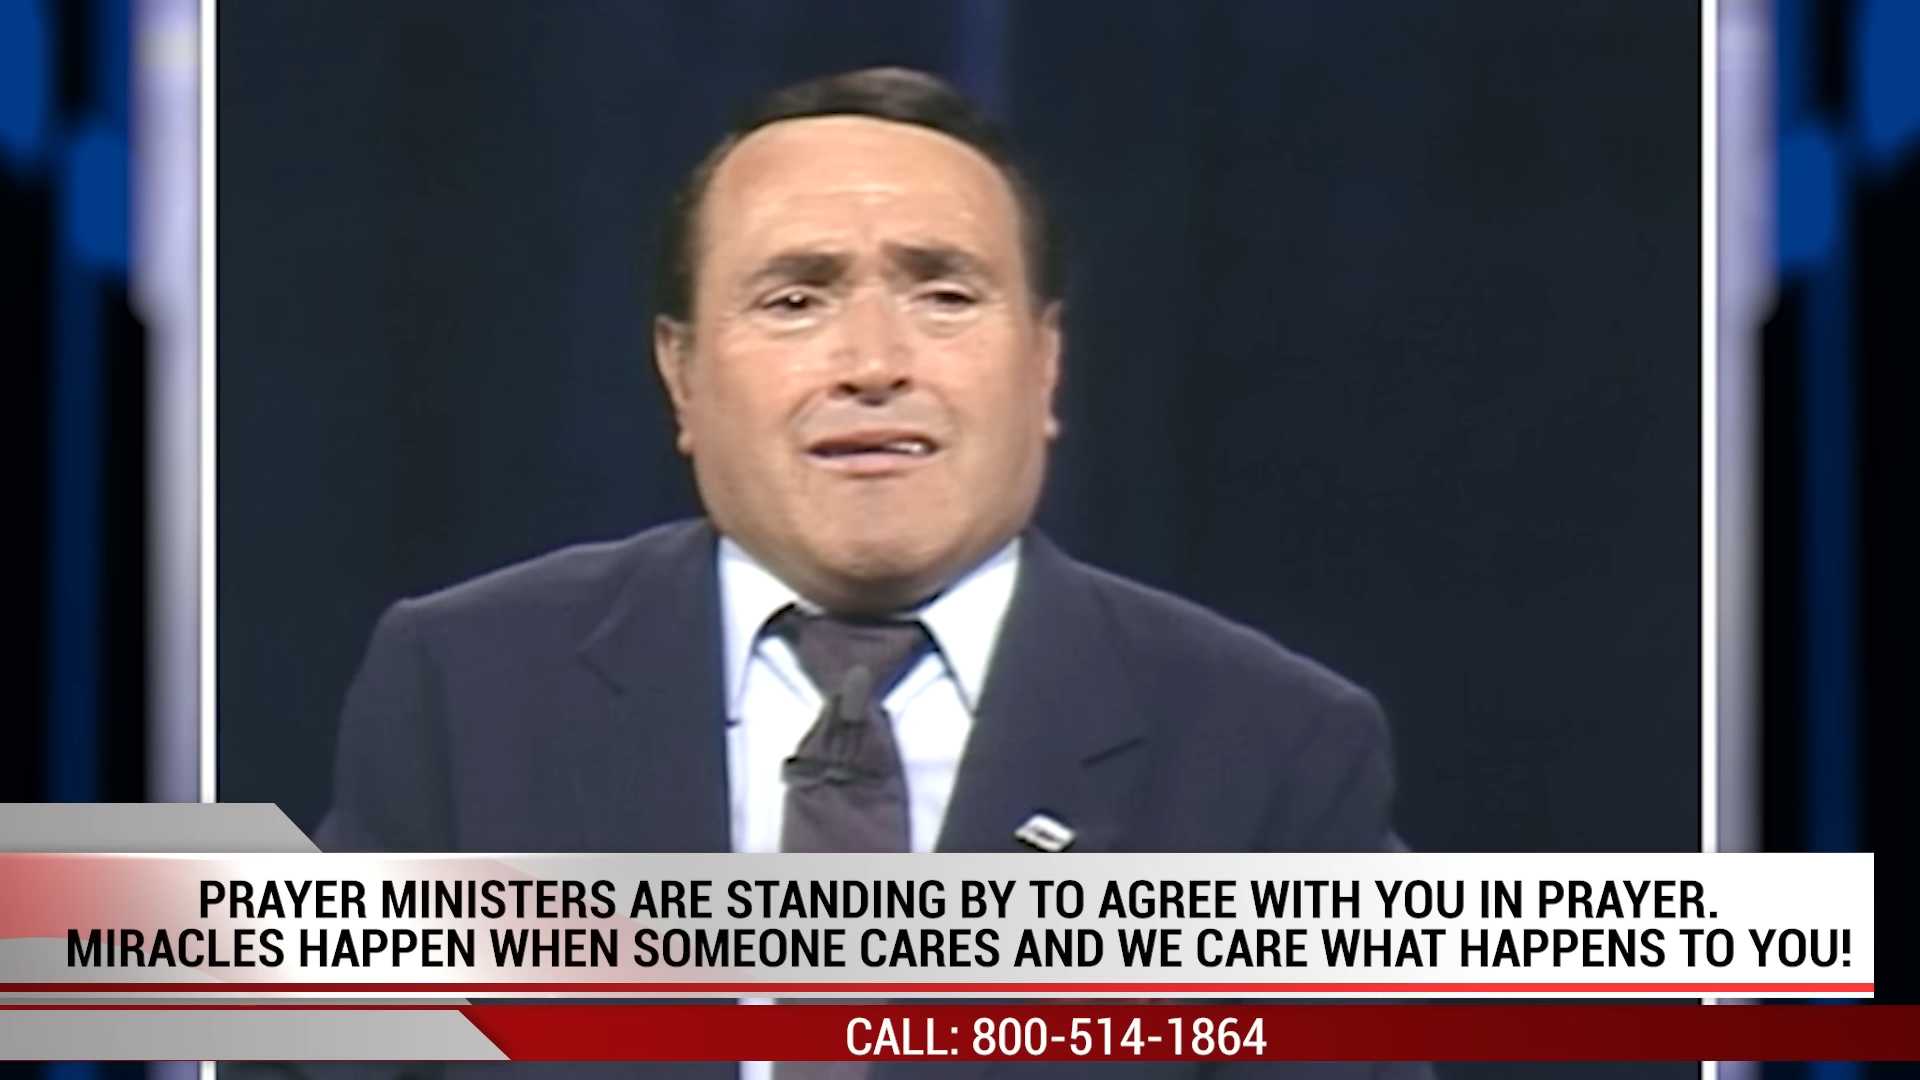 PRAYER MINISTERS ARE STANDING BY TO AGREE WITH YOU IN PRAYER.
MIRACLES HAPPEN WHEN SOMEONE CARES AND WE CARE WHAT HAPPENS TO YOU!
CALL: 800-514-1864